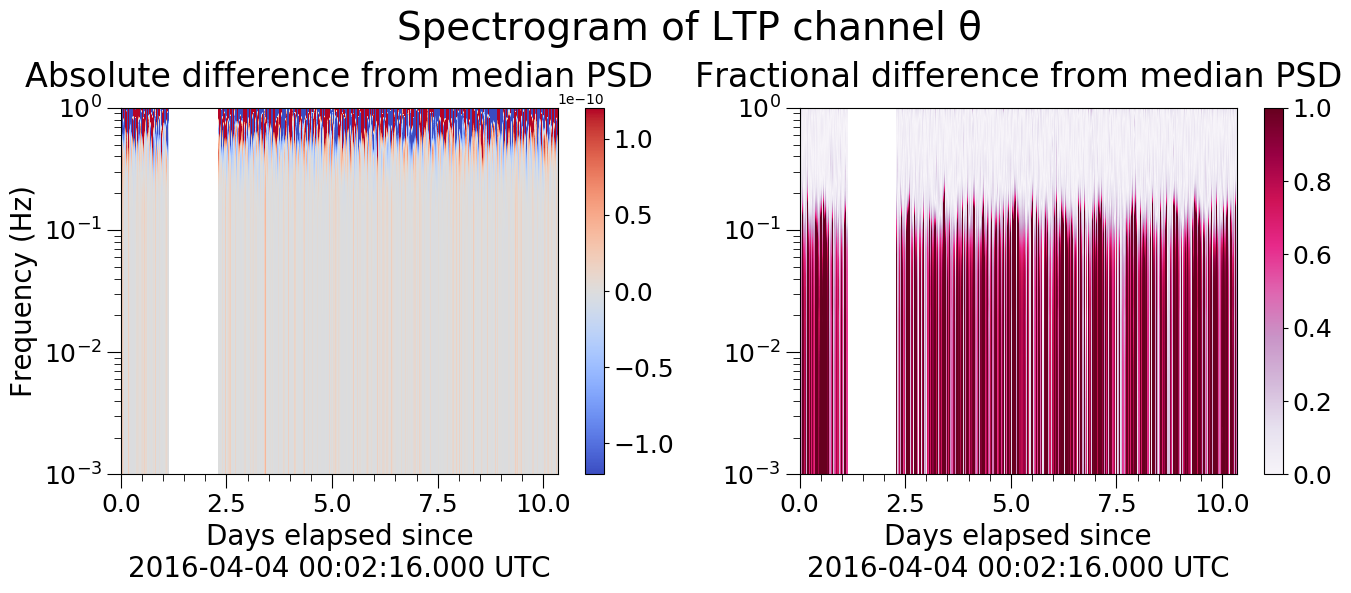 Spectrogram of LTP channel θ
Absolute difference from median PSD
Fractional difference from median PSD
Frequency (Hz)
10⁰
10⁻¹
10⁻²
10⁻³
0.0 2.5 5.0 7.5 10.0
Days elapsed since
2016-04-04 00:02:16.000 UTC
1e−10
1.0
0.5
0.0
−0.5
−1.0
10⁰
10⁻¹
10⁻²
10⁻³
0.0 2.5 5.0 7.5 10.0
Days elapsed since
2016-04-04 00:02:16.000 UTC
1.0
0.8
0.6
0.4
0.2
0.0